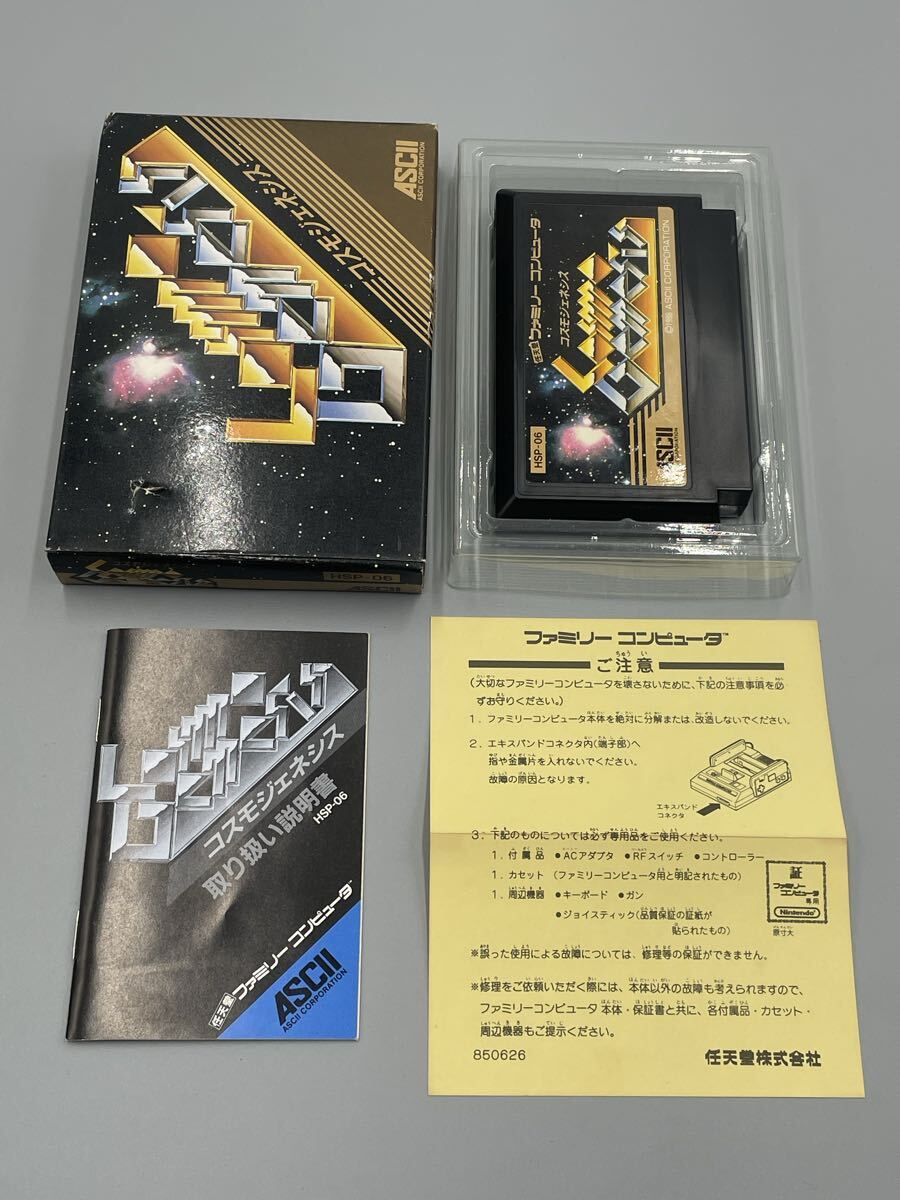 Cosmo Genesis
コスモジェネシス
ASCII
ASCII CORPORATION
HSP-06
ASCII
任天堂 ファミリー コンピュータ
コスモジェネシス
Cosmo Genesis
©'86 ASCII CORPORATION
HSP-06
ASCII
ASCII CORPORATION
Cosmo Genesis
コスモジェネシス
取り扱い説明書
HSP-06
任天堂 ファミリー コンピュータ™
ASCII
ASCII CORPORATION
ファミリー コンピュータ™
ご注意
(大切なファミリーコンピュータを壊さないために、下記の注意事項を必
ずお守りください。)
1. ファミリーコンピュータ本体を絶対に分解または、改造しないでください。
2. エキスパンドコネクタ内(端子部)へ
指や金属片を入れないでください。
故障の原因となります。
エキスパンド
コネクタ
3. 下記のものについては必ず専用品をご使用ください。
1. 付属品 ●ACアダプタ ●RFスイッチ ●コントローラー
1. カセット (ファミリーコンピュータ用と明記されたもの)
1. 周辺機器 ●キーボード ●ガン
●ジョイスティック(品質保証の証紙が
貼られたもの)
証
ファミリー
コンピュータ
専用
Nintendo
原寸大
※誤った使用による故障については、修理等の保証ができません。
※修理をご依頼いただく際には、本体以外の故障も考えられますので、
ファミリーコンピュータ 本体・保証書と共に、各付属品・カセット・
周辺機器もご提示ください。
850626
任天堂株式会社